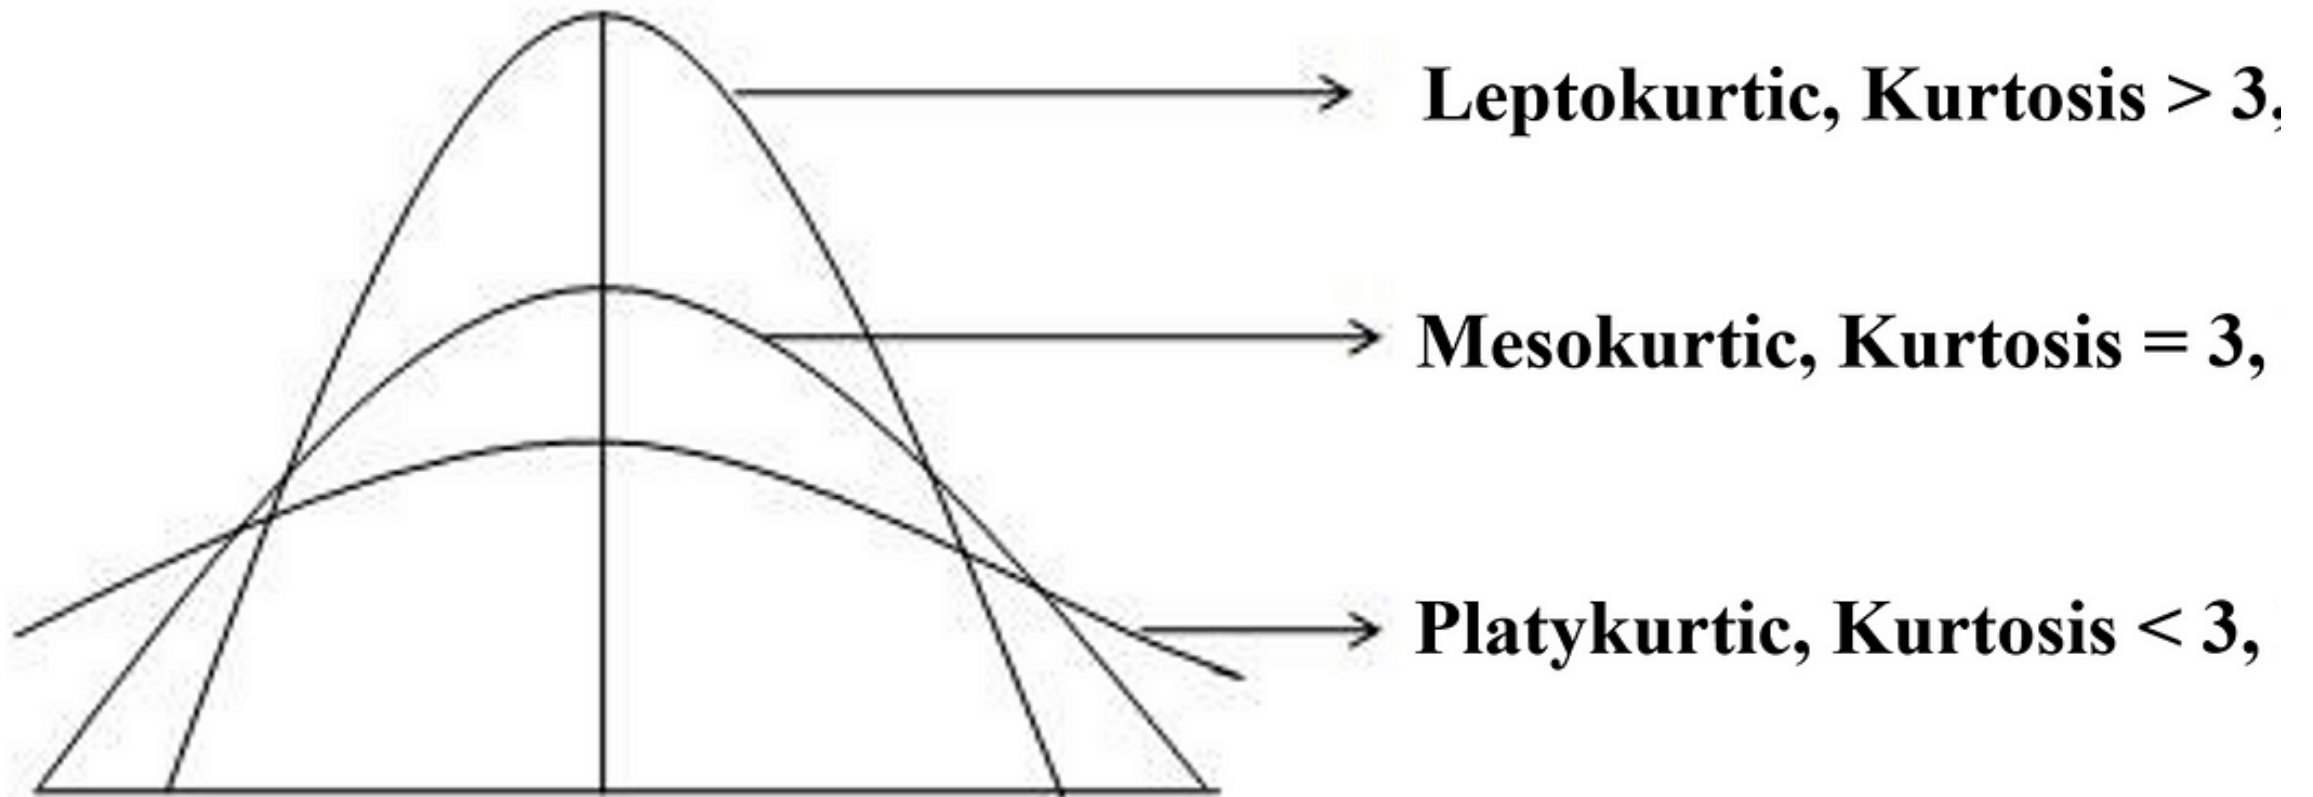 Leptokurtic, Kurtosis > 3,
Mesokurtic, Kurtosis = 3,
Platykurtic, Kurtosis < 3,